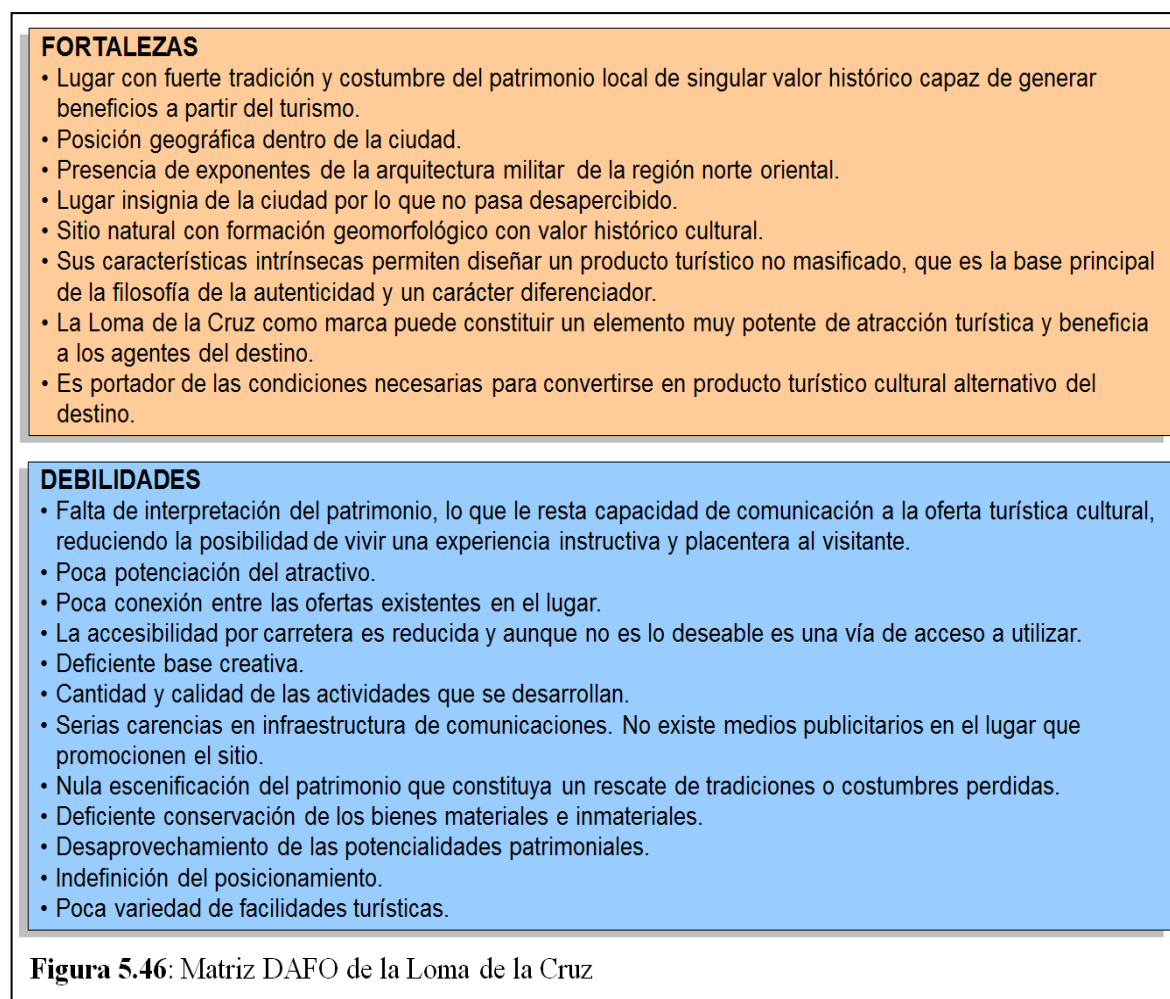 FORTALEZAS
• Lugar con fuerte tradición y costumbre del patrimonio local de singular valor histórico capaz de generar
beneficios a partir del turismo.
• Posición geográfica dentro de la ciudad.
• Presencia de exponentes de la arquitectura militar de la región norte oriental.
• Lugar insignia de la ciudad por lo que no pasa desapercibido.
• Sitio natural con formación geomorfológico con valor histórico cultural.
• Sus características intrínsecas permiten diseñar un producto turístico no masificado, que es la base principal
de la filosofía de la autenticidad y un carácter diferenciador.
• La Loma de la Cruz como marca puede constituir un elemento muy potente de atracción turística y beneficia
a los agentes del destino.
• Es portador de las condiciones necesarias para convertirse en producto turístico cultural alternativo del
destino.
DEBILIDADES
• Falta de interpretación del patrimonio, lo que le resta capacidad de comunicación a la oferta turística cultural,
reduciendo la posibilidad de vivir una experiencia instructiva y placentera al visitante.
• Poca potenciación del atractivo.
• Poca conexión entre las ofertas existentes en el lugar.
• La accesibilidad por carretera es reducida y aunque no es lo deseable es una vía de acceso a utilizar.
• Deficiente base creativa.
• Cantidad y calidad de las actividades que se desarrollan.
• Serias carencias en infraestructura de comunicaciones. No existe medios publicitarios en el lugar que
promocionen el sitio.
• Nula escenificación del patrimonio que constituya un rescate de tradiciones o costumbres perdidas.
• Deficiente conservación de los bienes materiales e inmateriales.
• Desaprovechamiento de las potencialidades patrimoniales.
• Indefinición del posicionamiento.
• Poca variedad de facilidades turísticas.
Figura 5.46: Matriz DAFO de la Loma de la Cruz